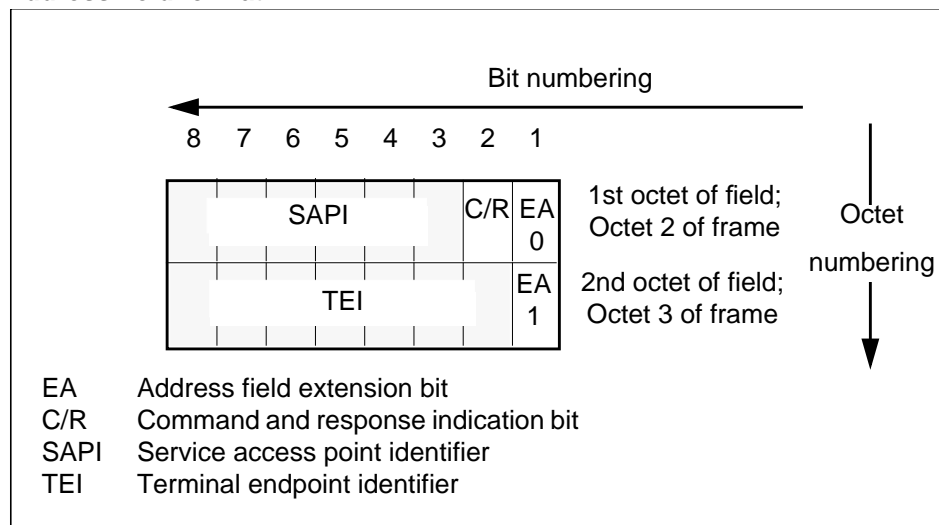 Bit numbering
8 7 6 5 4 3 2 1
SAPI C/R EA
0
1st octet of field;
Octet 2 of frame
TEI EA
1
2nd octet of field;
Octet 3 of frame
Octet
numbering
EA Address field extension bit
C/R Command and response indication bit
SAPI Service access point identifier
TEI Terminal endpoint identifier